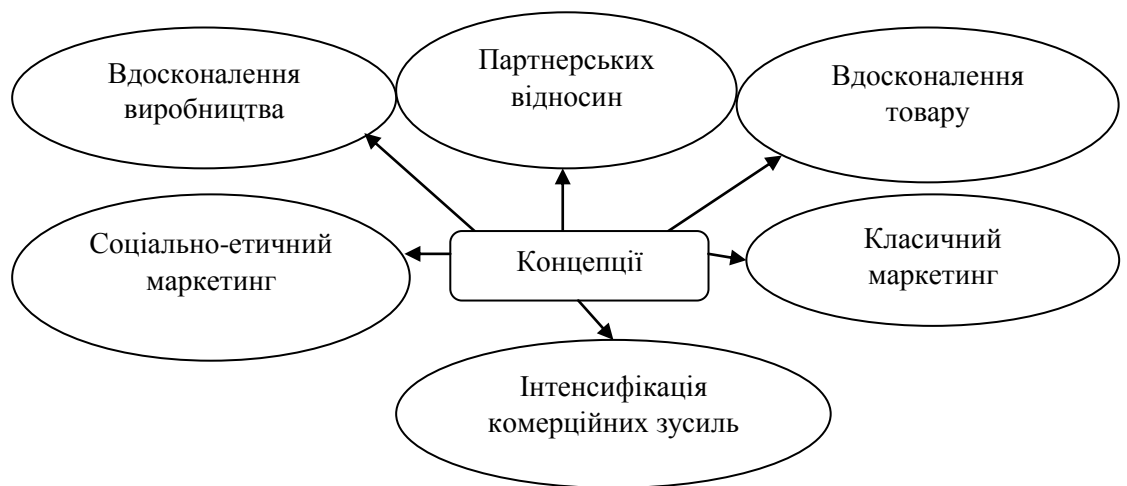 Вдосконалення
виробництва
Партнерських
відносин
Вдосконалення
товару
Соціально-етичний
маркетинг
Концепції
Класичний
маркетинг
Інтенсифікація
комерційних зусиль